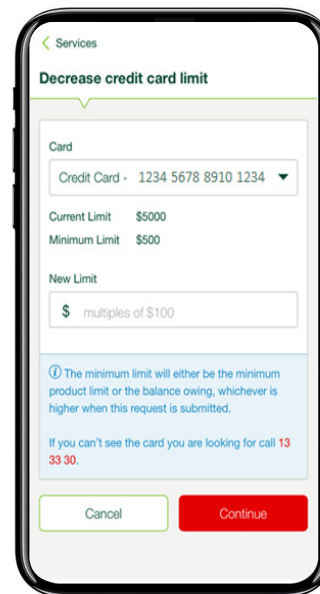 Services
Decrease credit card limit
Card
Credit Card - 1234 5678 8910 1234
Current Limit $5000
Minimum Limit $500
New Limit
$ multiples of $100
The minimum limit will either be the minimum
product limit or the balance owing, whichever is
higher when this request is submitted.
If you can't see the card you are looking for call 13
33 30.
Cancel Continue